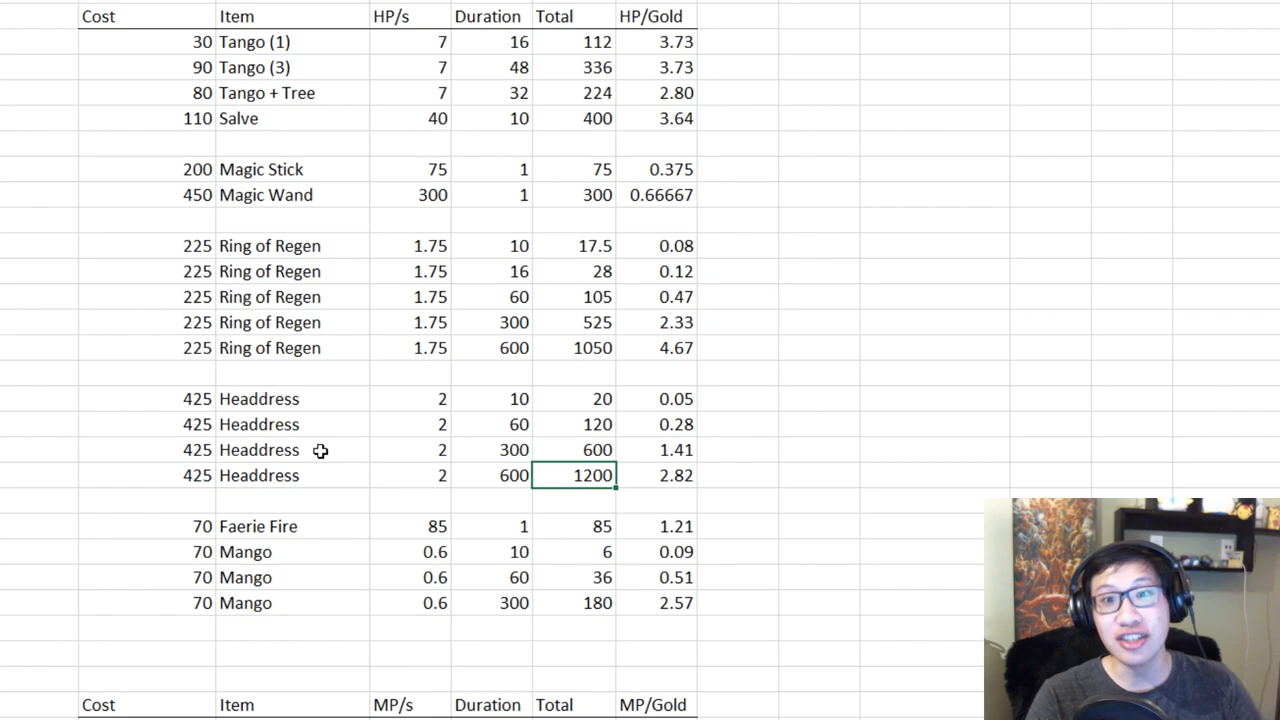 Cost Item HP/s Duration Total HP/Gold
30 Tango (1) 7 16 112 3.73
90 Tango (3) 7 48 336 3.73
80 Tango + Tree 7 32 224 2.80
110 Salve 40 10 400 3.64
200 Magic Stick 75 1 75 0.375
450 Magic Wand 300 1 300 0.66667
225 Ring of Regen 1.75 10 17.5 0.08
225 Ring of Regen 1.75 16 28 0.12
225 Ring of Regen 1.75 60 105 0.47
225 Ring of Regen 1.75 300 525 2.33
225 Ring of Regen 1.75 600 1050 4.67
425 Headdress 2 10 20 0.05
425 Headdress 2 60 120 0.28
425 Headdress 2 300 600 1.41
425 Headdress 2 600 1200 2.82
70 Faerie Fire 85 1 85 1.21
70 Mango 0.6 10 6 0.09
70 Mango 0.6 60 36 0.51
70 Mango 0.6 300 180 2.57
Cost Item MP/s Duration Total MP/Gold